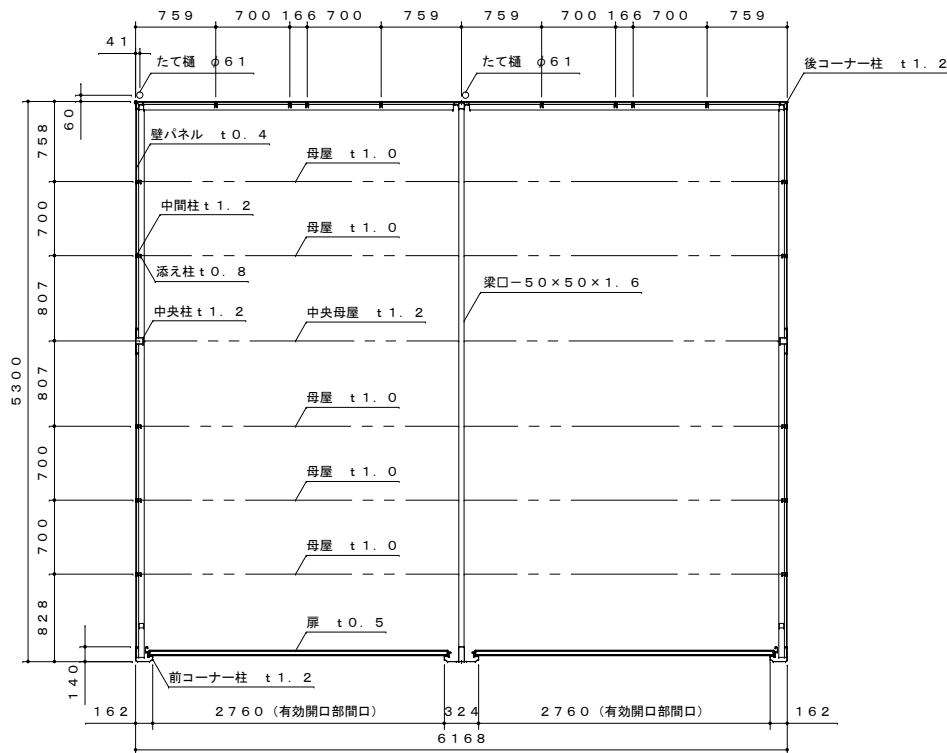 759 700 166 700 759 759 700 166 700 759
41
たて樋 φ61
たて樋 φ61
後コーナー柱 t1.2
60
758
壁パネル t0.4
母屋 t1.0
700
中間柱t1.2
母屋 t1.0
添え柱t0.8
807
梁口ー50×50×1.6
中央柱t1.2
中央母屋 t1.2
5300
807
母屋 t1.0
700
母屋 t1.0
700
母屋 t1.0
828
扉 t0.5
140
前コーナー柱 t1.2
162 2760(有効開口部間口) 324 2760(有効開口部間口) 162
6168